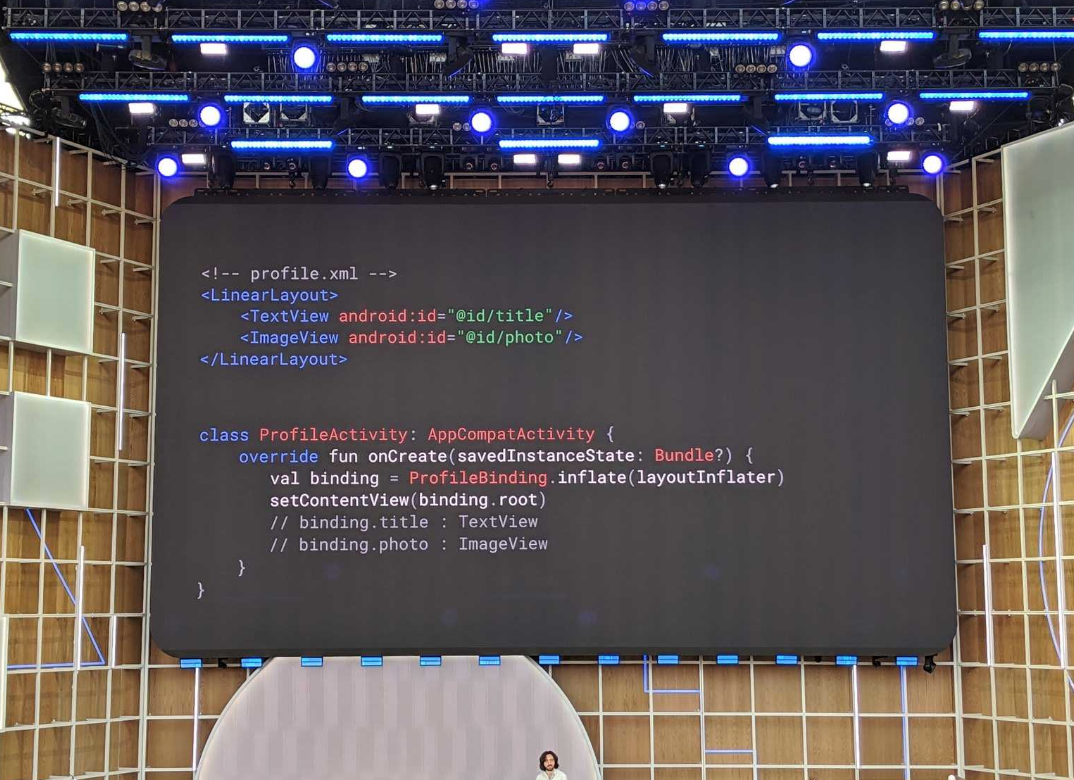 <!-- profile.xml -->
<LinearLayout>
    <TextView android:id="@id/title"/>
    <ImageView android:id="@id/photo"/>
</LinearLayout>
class ProfileActivity: AppCompatActivity {
    override fun onCreate(savedInstanceState: Bundle?) {
       val binding = ProfileBinding.inflate(layoutInflater)
       setContentView(binding.root)
       // binding.title : TextView
       // binding.photo : ImageView
    }
}